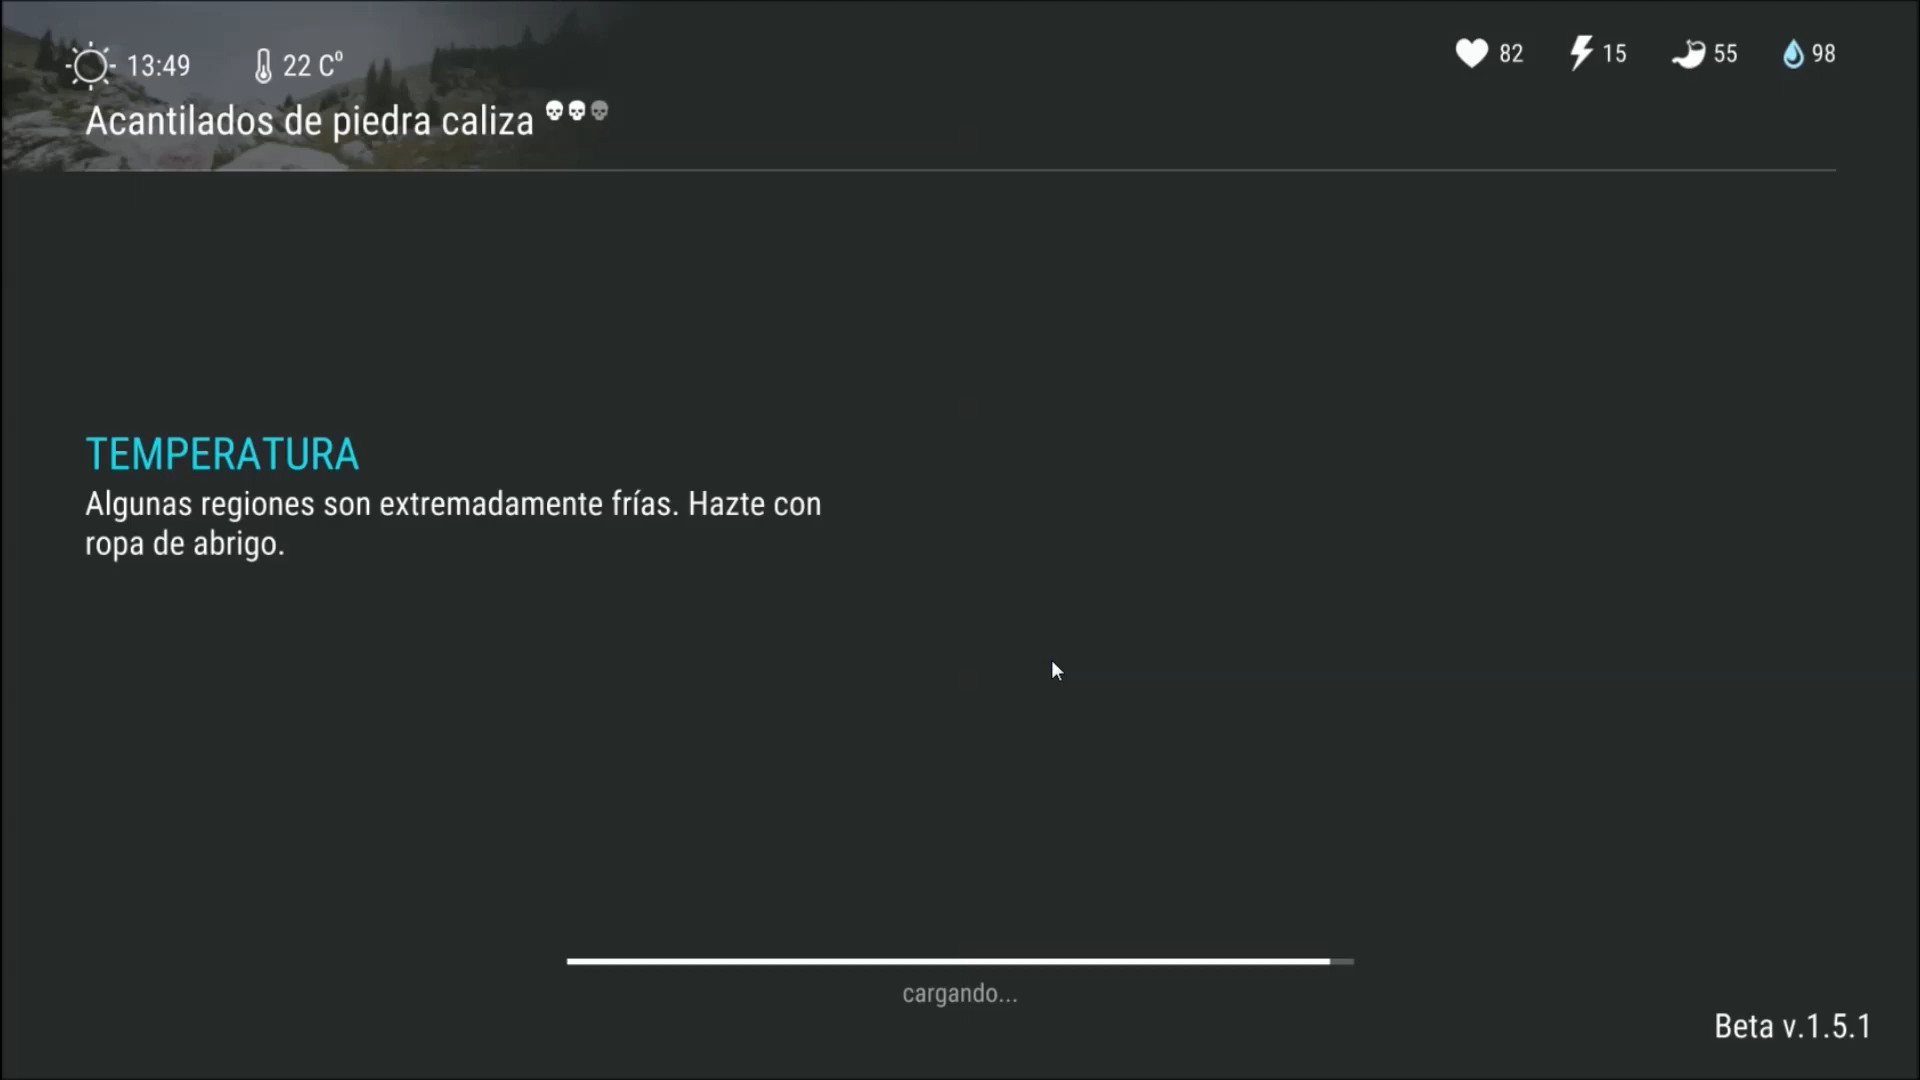 13:49 22 Cº
82 15 55 98
Acantilados de piedra caliza
TEMPERATURA
Algunas regiones son extremadamente frías. Hazte con
ropa de abrigo.
cargando...
Beta v.1.5.1